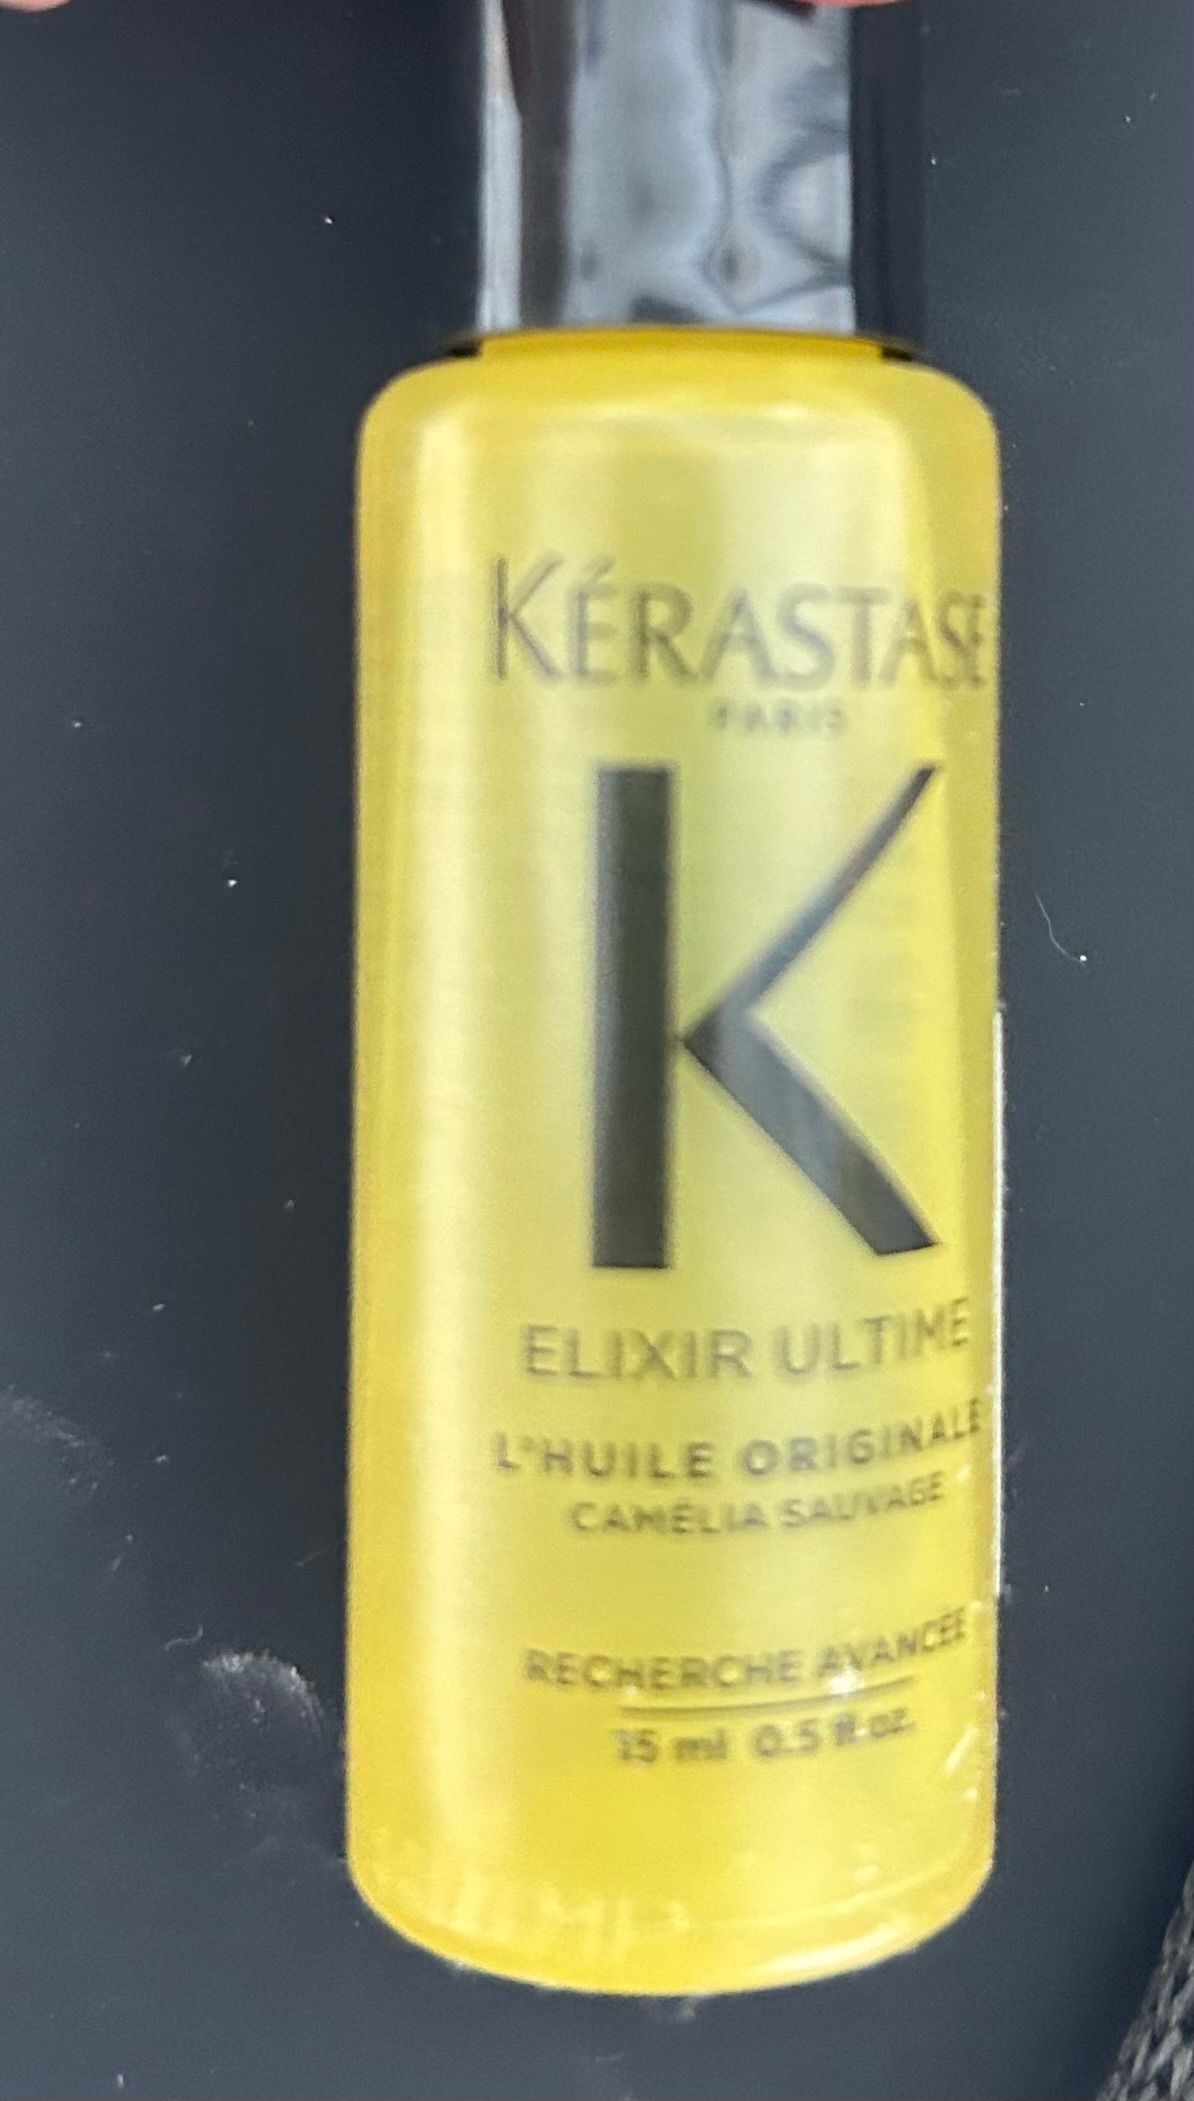 KÉRASTASE
PARIS
K
ELIXIR ULTIME
L'HUILE ORIGINALE
CAMÉLIA SAUVAGE
RECHERCHE AVANCÉE
15 ml 0.5 fl.oz.